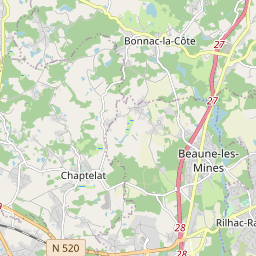 Bonnac-la-Côte
27
27
Beaune-les-
Mines
Chaptelat
Rilhac-Ra
28
N 520
28